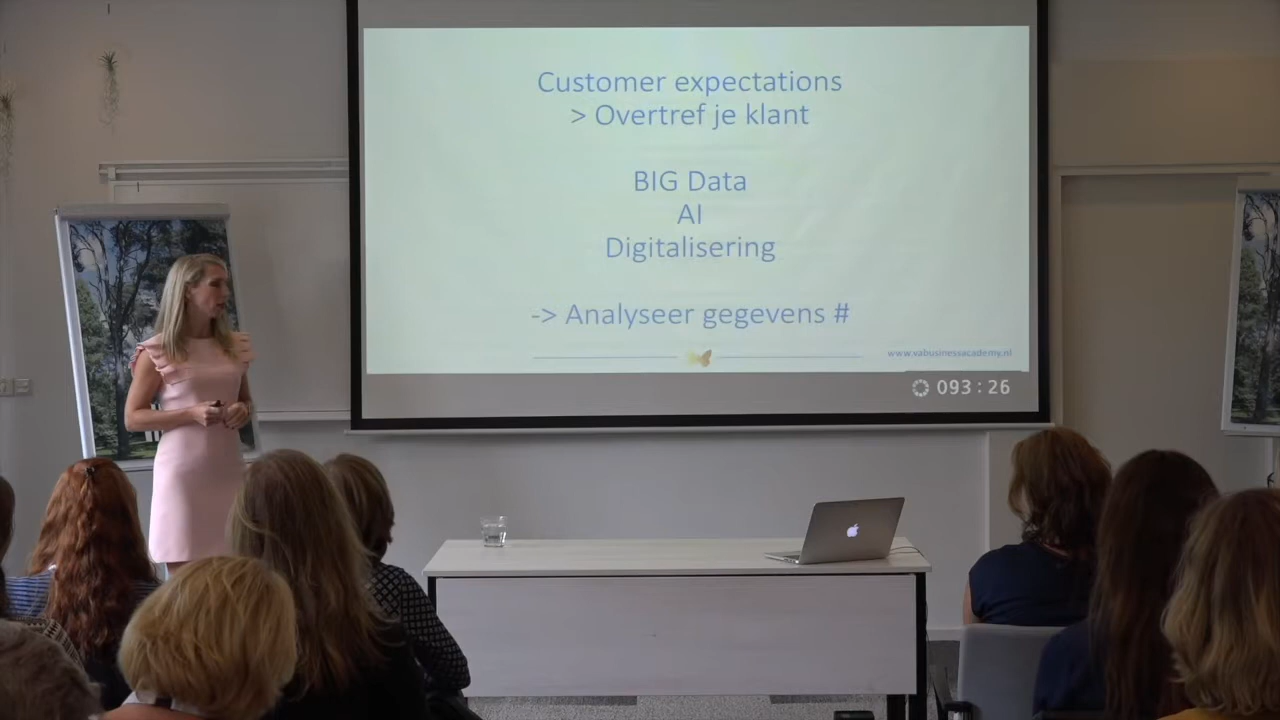 Customer expectations
> Overtref je klant
BIG Data
AI
Digitalisering
-> Analyseer gegevens #
www.vabusinessacademy.nl
093 : 26